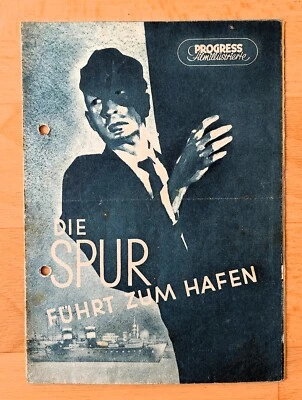 PROGRESS
Filmillustrierte
DIE
SPUR
FÜHRT ZUM HAFEN